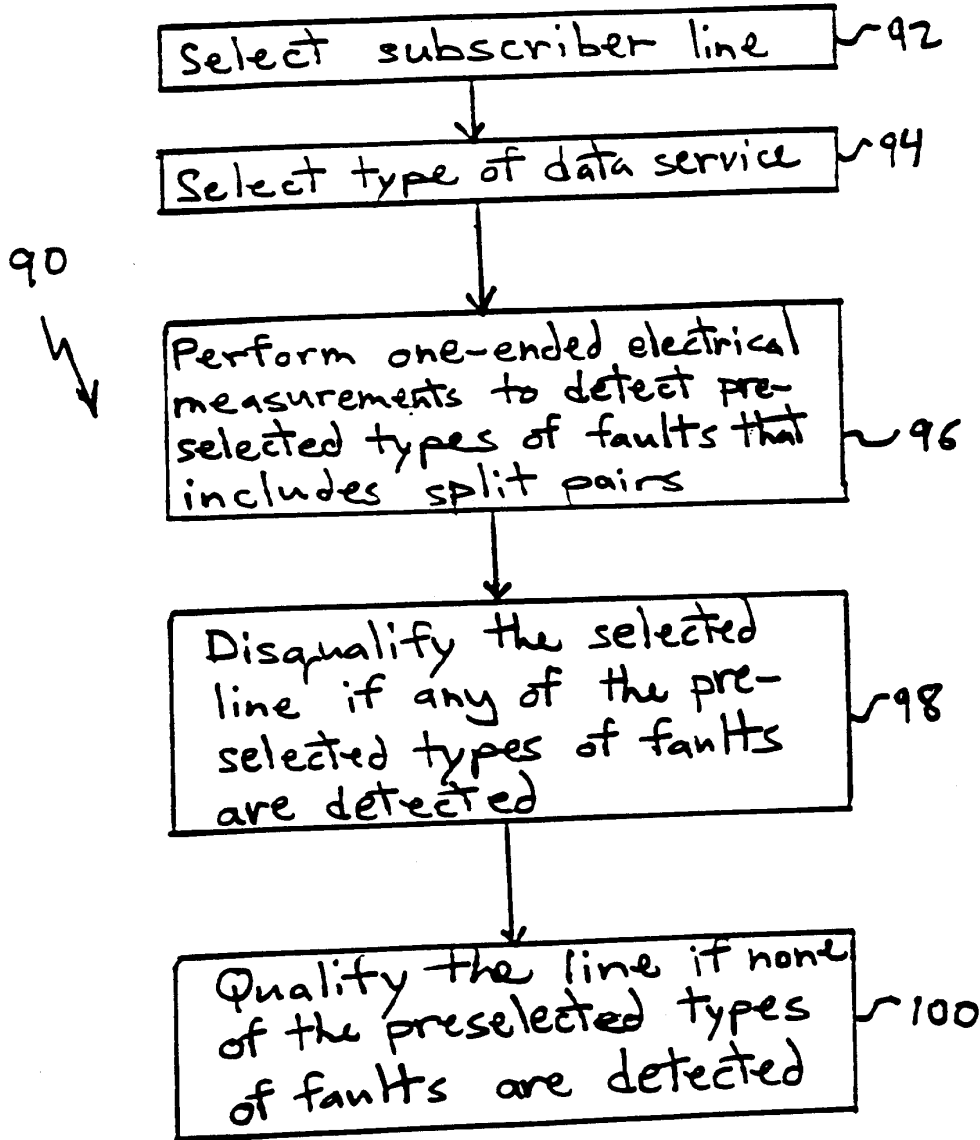 Select subscriber line
92
Select type of data service
94
90
Perform one-ended electrical
measurements to detect pre-
selected types of faults that
includes split pairs
96
Disqualify the selected
line if any of the pre-
selected types of faults
are detected
98
Qualify the line if none
of the preselected types
of faults are detected
100